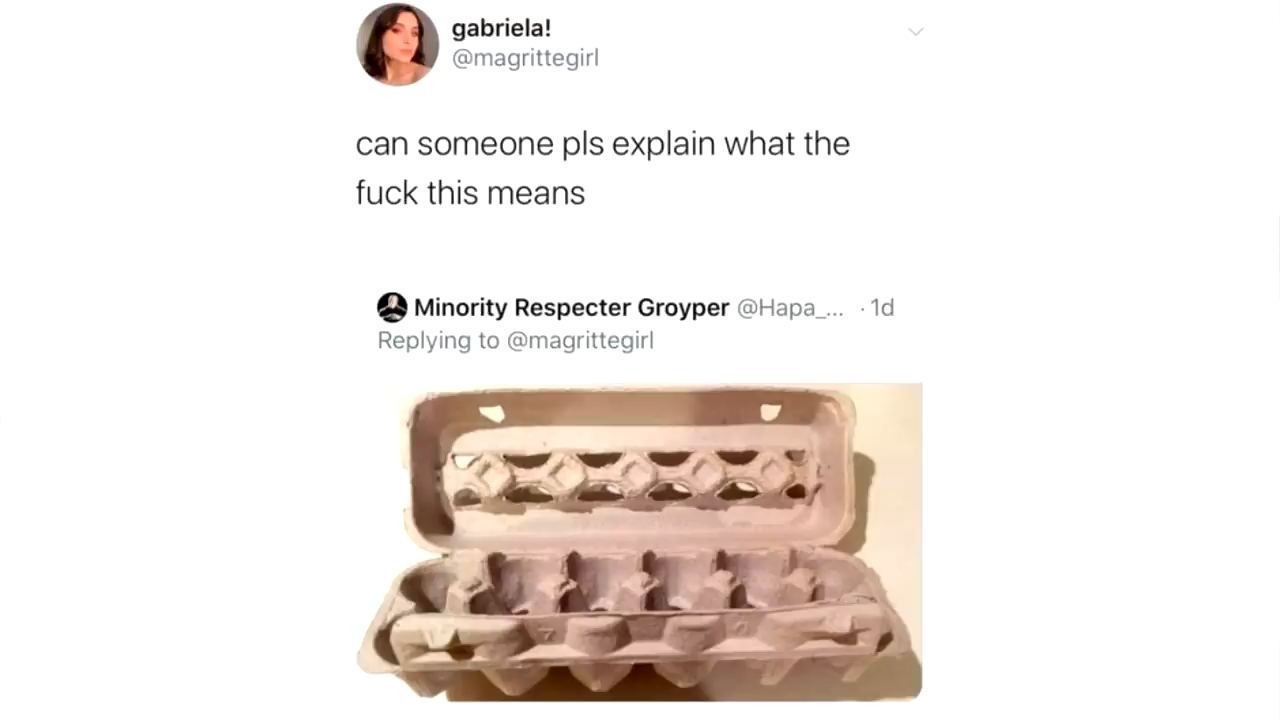 gabriela!
@magrittegirl
can someone pls explain what the
fuck this means
Minority Respecter Groyper @Hapa_... · 1d
Replying to @magrittegirl